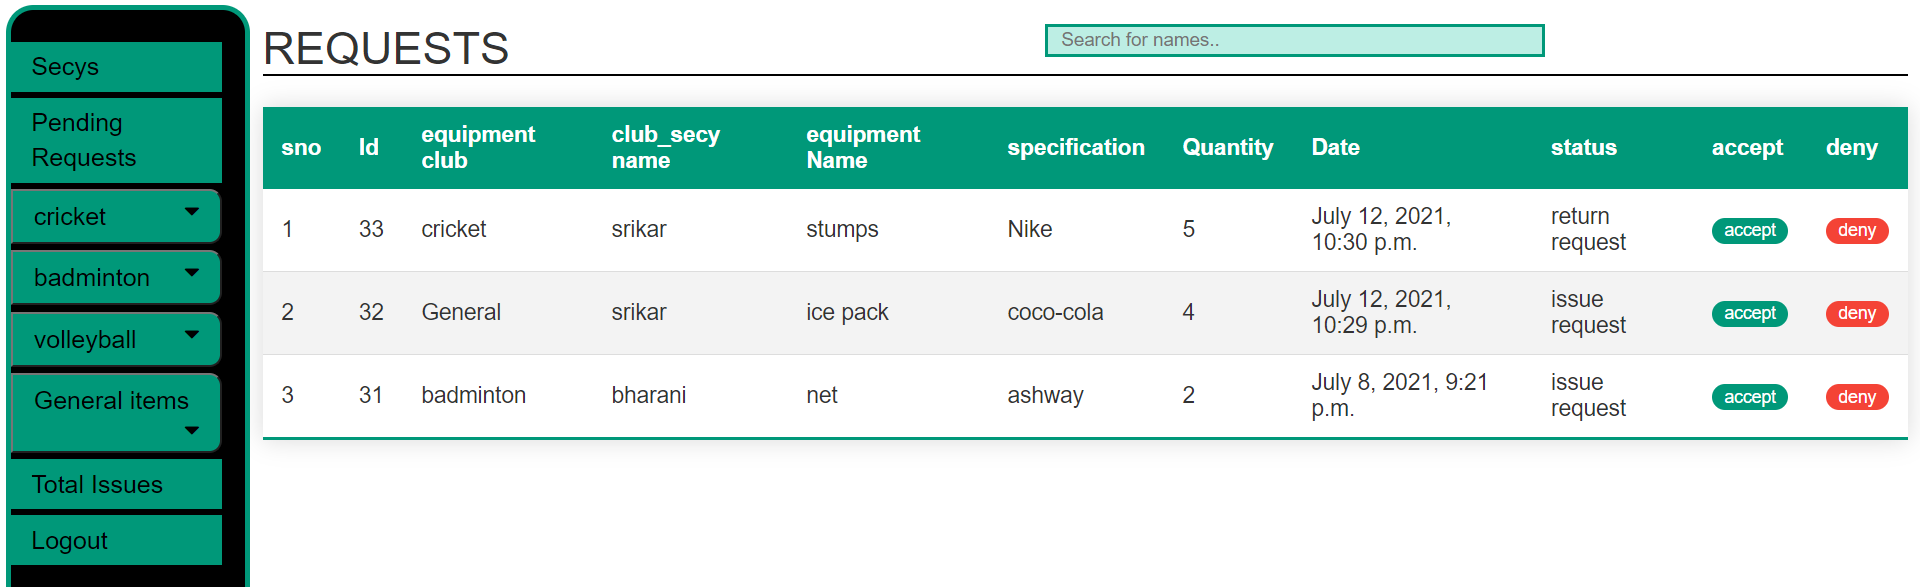 Secys
Pending
Requests
cricket
badminton
volleyball
General items
Total Issues
Logout
REQUESTS
Search for names..
sno Id equipment club club_secy name equipment Name specification Quantity Date status accept deny
1 33 cricket srikar stumps Nike 5 July 12, 2021, 10:30 p.m. return request accept deny
2 32 General srikar ice pack coco-cola 4 July 12, 2021, 10:29 p.m. issue request accept deny
3 31 badminton bharani net ashway 2 July 8, 2021, 9:21 p.m. issue request accept deny